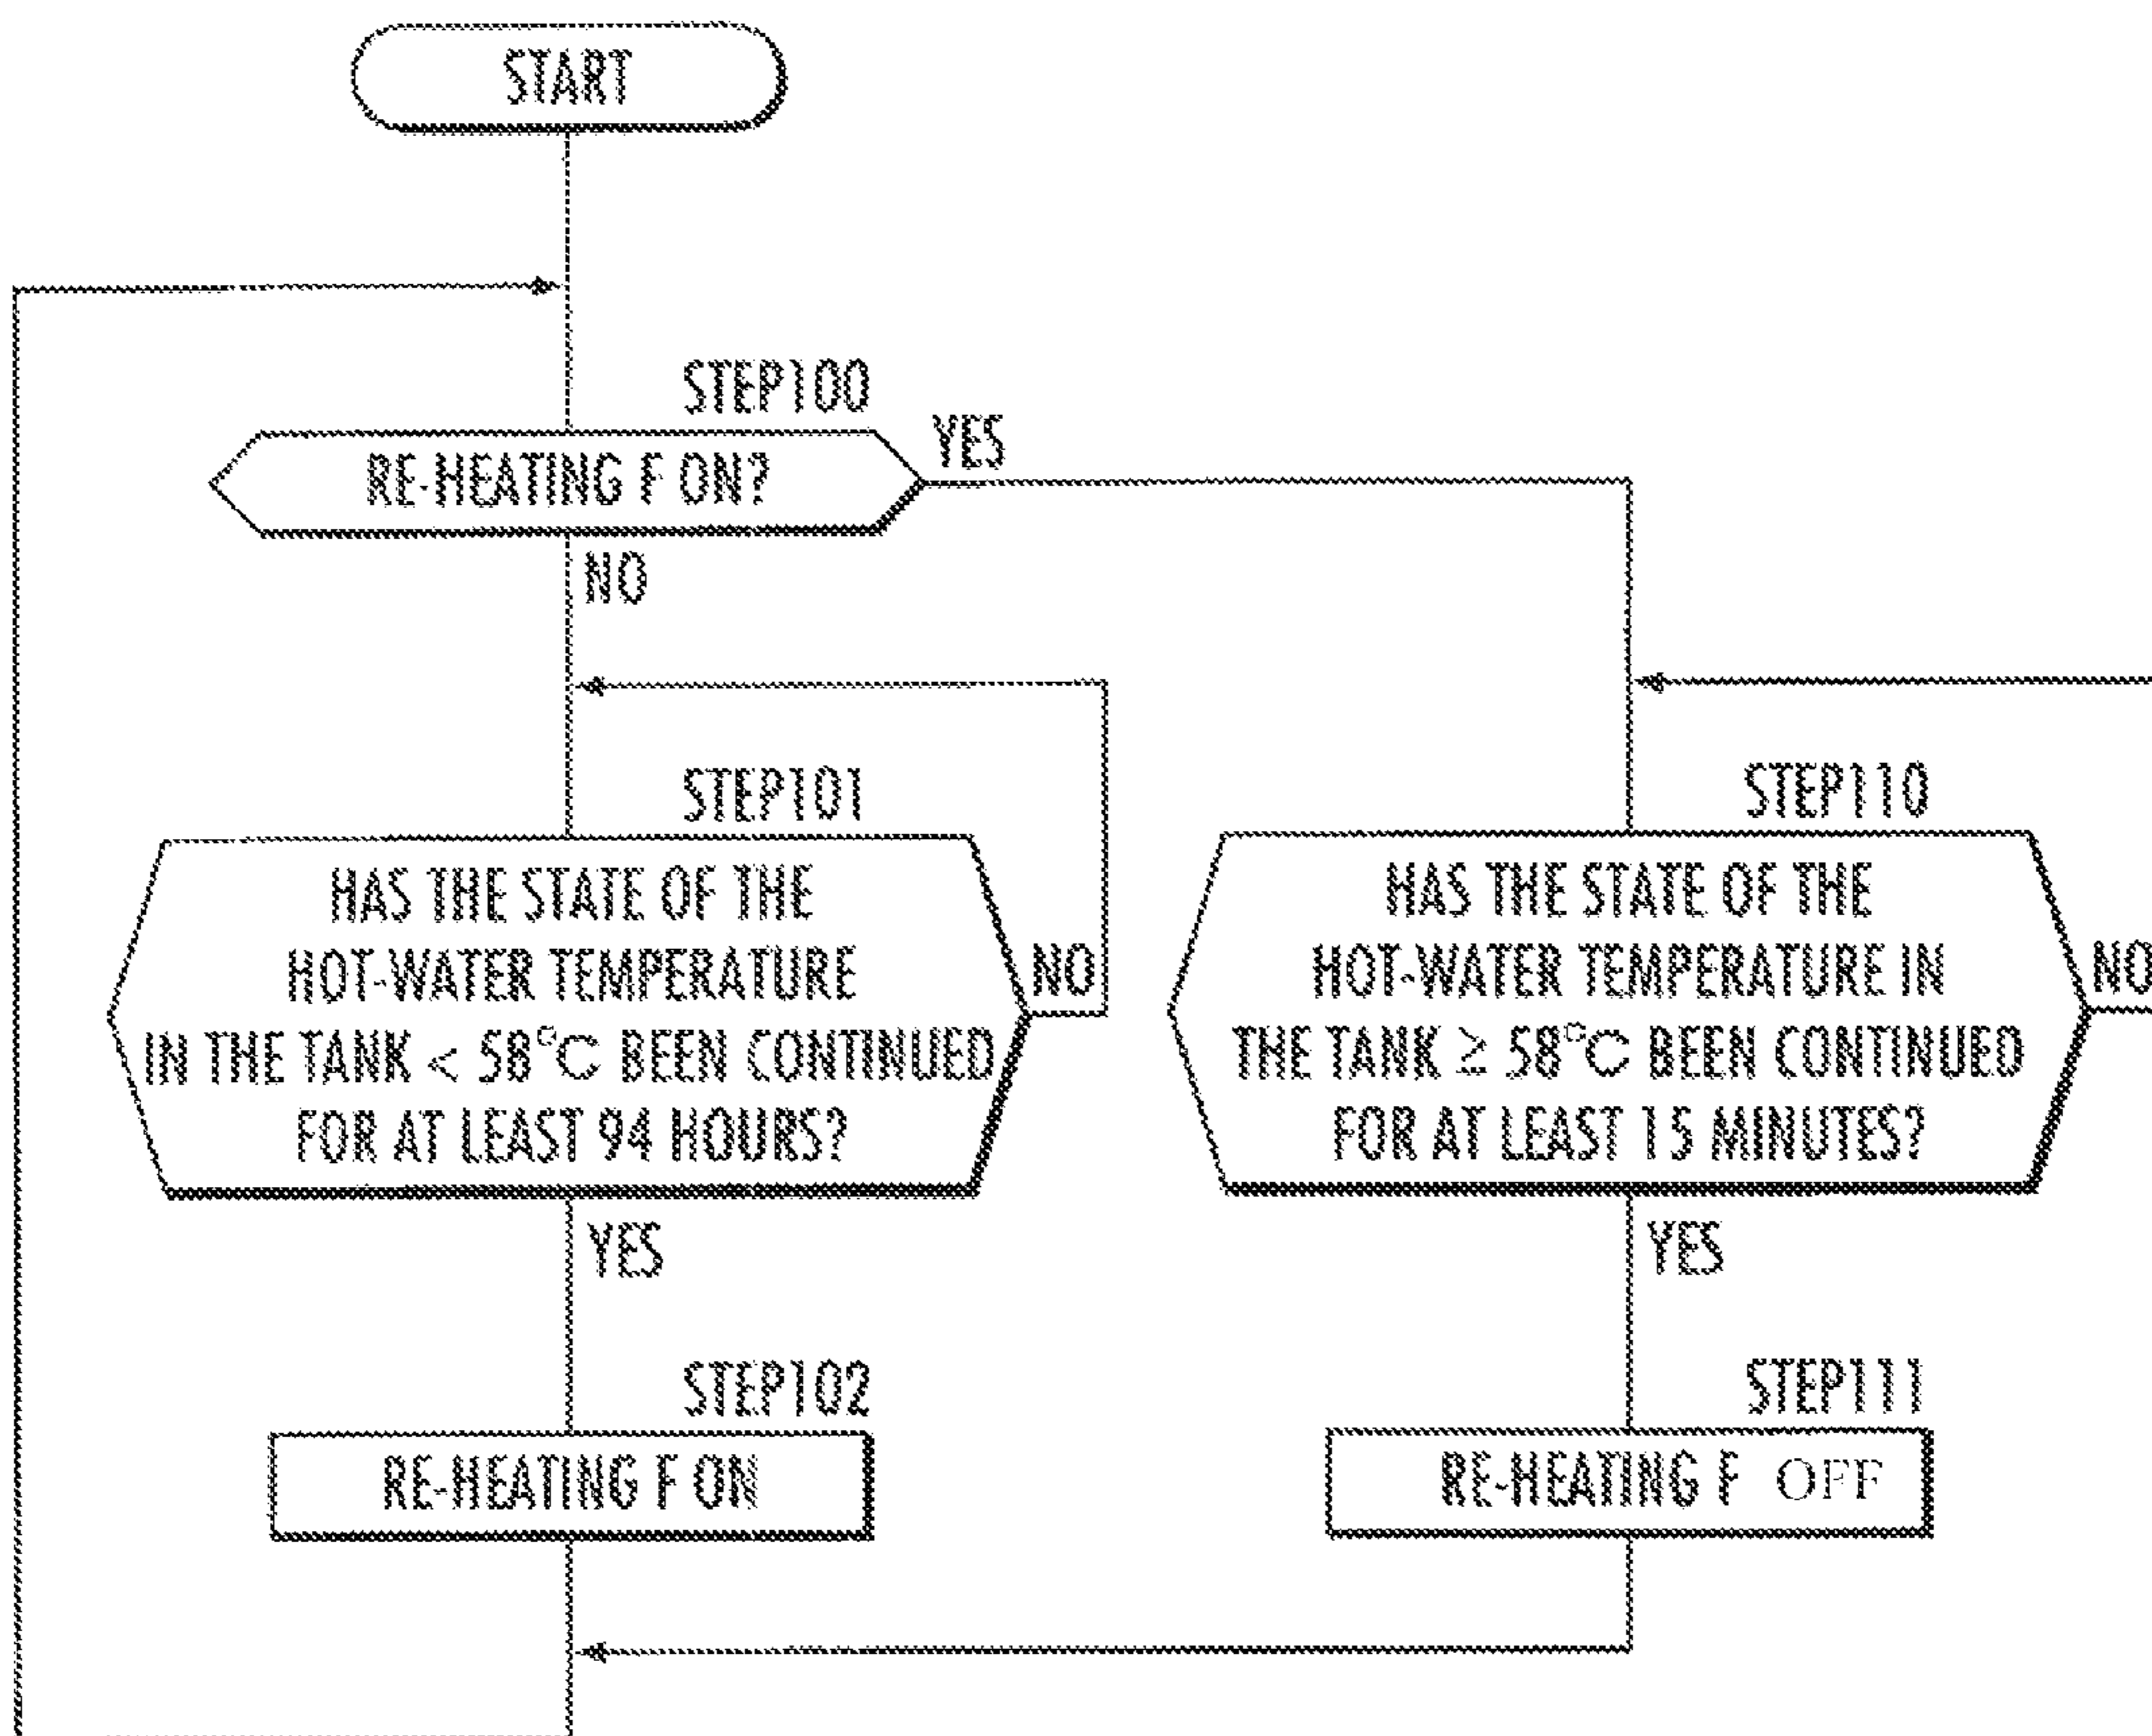 START
STEP100
RE-HEATING F ON?
YES
NO
STEP101
HAS THE STATE OF THE
HOT-WATER TEMPERATURE
IN THE TANK < 58°C BEEN CONTINUED
FOR AT LEAST 94 HOURS?
NO
YES
STEP102
RE-HEATING F ON
STEP110
HAS THE STATE OF THE
HOT-WATER TEMPERATURE IN
THE TANK ≥ 58°C BEEN CONTINUED
FOR AT LEAST 15 MINUTES?
NO
YES
STEP111
RE-HEATING F OFF